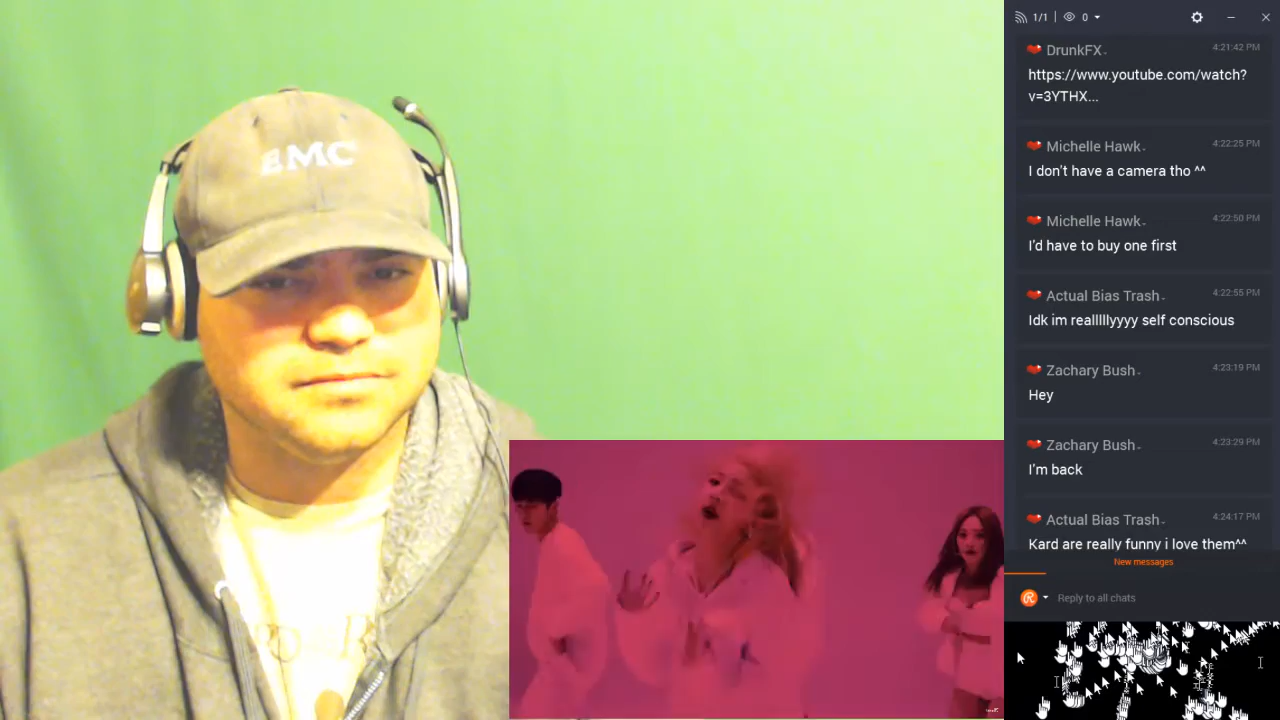 EMC
1/1
0
DrunkFX
4:21:42 PM
https://www.youtube.com/watch?
v=3YTHX...
Michelle Hawk
4:22:25 PM
I don't have a camera tho ^^
Michelle Hawk
4:22:50 PM
I'd have to buy one first
Actual Bias Trash
4:22:55 PM
Idk im realllllyyyy self conscious
Zachary Bush
4:23:19 PM
Hey
Zachary Bush
4:23:29 PM
I'm back
Actual Bias Trash
4:24:17 PM
Kard are really funny i love them^^
New messages
Reply to all chats